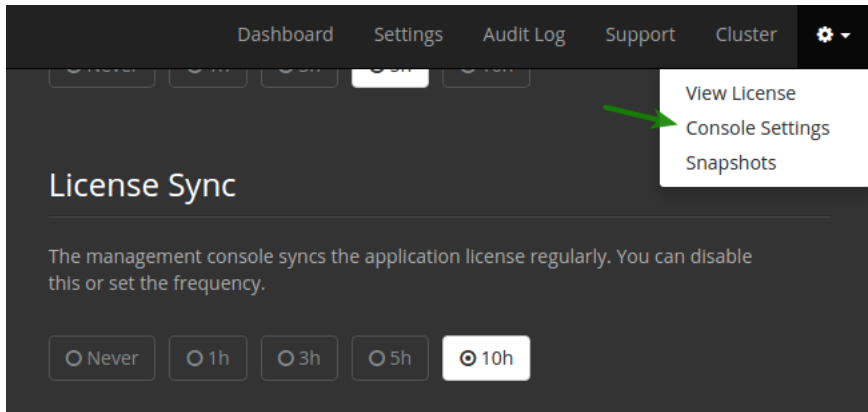 Dashboard Settings Audit Log Support Cluster
View License
Console Settings
Snapshots
License Sync
The management console syncs the application license regularly. You can disable
this or set the frequency.
Never 1h 3h 5h 10h